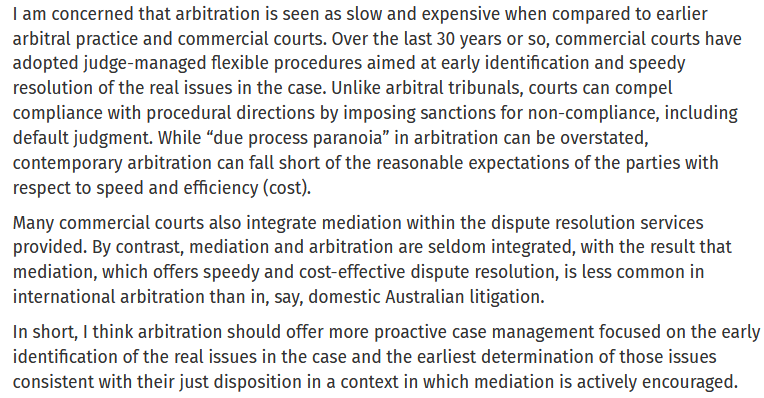 I am concerned that arbitration is seen as slow and expensive when compared to earlier
arbitral practice and commercial courts. Over the last 30 years or so, commercial courts have
adopted judge-managed flexible procedures aimed at early identification and speedy
resolution of the real issues in the case. Unlike arbitral tribunals, courts can compel
compliance with procedural directions by imposing sanctions for non-compliance, including
default judgment. While “due process paranoia” in arbitration can be overstated,
contemporary arbitration can fall short of the reasonable expectations of the parties with
respect to speed and efficiency (cost).
Many commercial courts also integrate mediation within the dispute resolution services
provided. By contrast, mediation and arbitration are seldom integrated, with the result that
mediation, which offers speedy and cost-effective dispute resolution, is less common in
international arbitration than in, say, domestic Australian litigation.
In short, I think arbitration should offer more proactive case management focused on the early
identification of the real issues in the case and the earliest determination of those issues
consistent with their just disposition in a context in which mediation is actively encouraged.